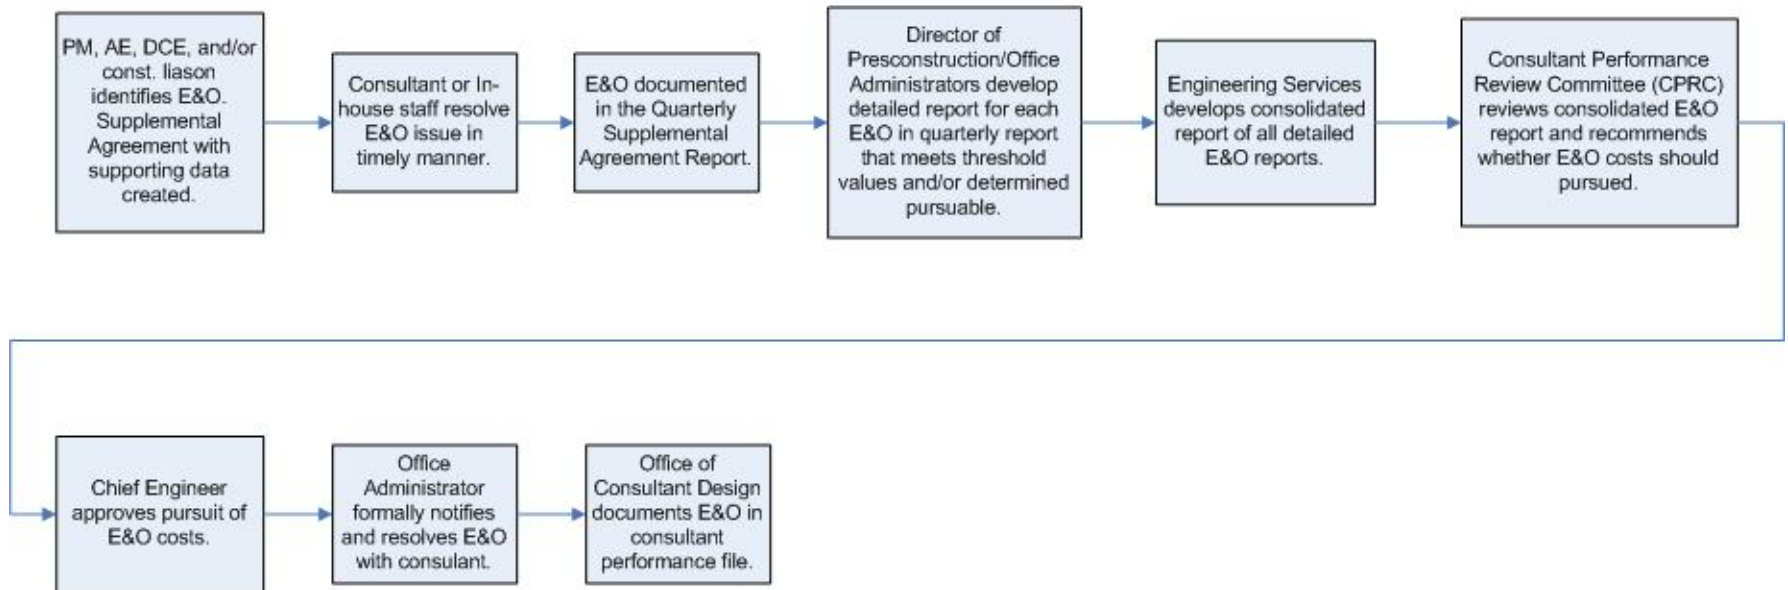 PM, AE, DCE, and/or
const. liason
identifies E&O.
Supplemental
Agreement with
supporting data
created.
Consultant or In-
house staff resolve
E&O issue in
timely manner.
E&O documented
in the Quarterly
Supplemental
Agreement Report.
Director of
Presconstruction/Office
Administrators develop
detailed report for each
E&O in quarterly report
that meets threshold
values and/or determined
pursuable.
Engineering Services
develops consolidated
report of all detailed
E&O reports.
Consultant Performance
Review Committee (CPRC)
reviews consolidated E&O
report and recommends
whether E&O costs should
pursued.
Chief Engineer
approves pursuit of
E&O costs.
Office
Administrator
formally notifies
and resolves E&O
with consulant.
Office of
Consultant Design
documents E&O in
consultant
performance file.